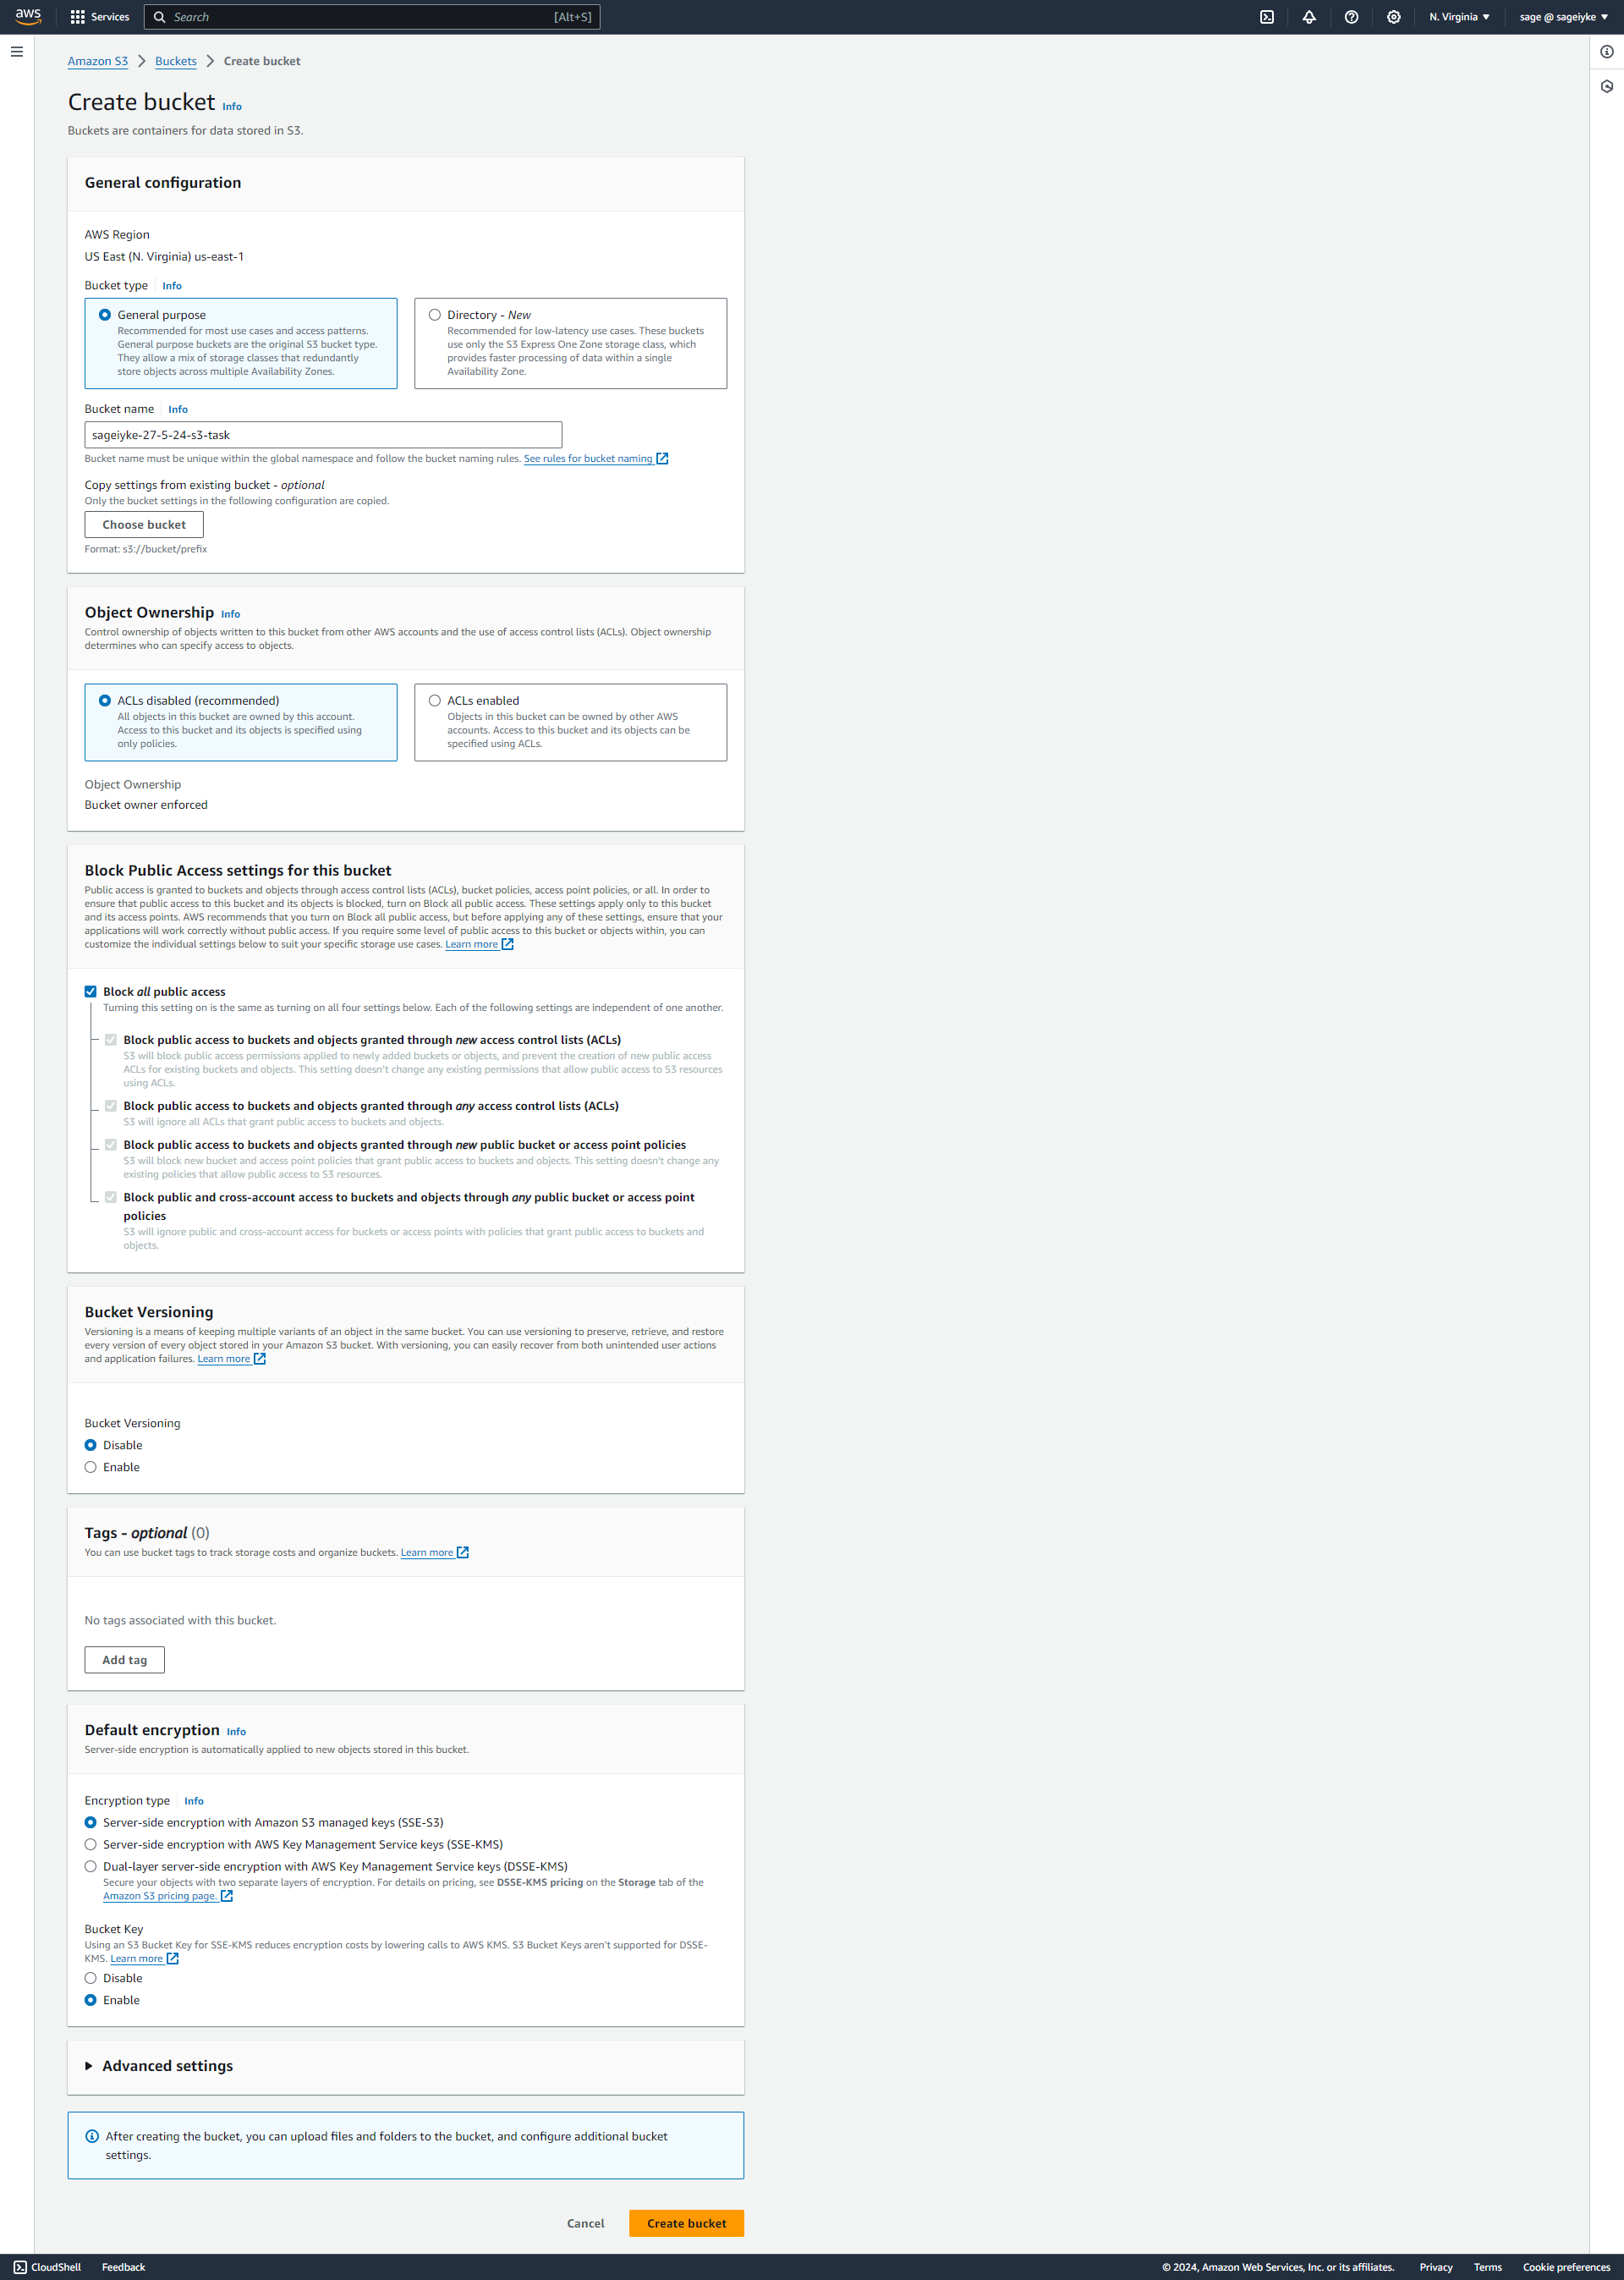 aws
Services
Search
[Alt+S]
N. Virginia
sage @ sageiyke
Amazon S3
Buckets
Create bucket
Create bucket
Info
Buckets are containers for data stored in S3.
General configuration
AWS Region
US East (N. Virginia) us-east-1
Bucket type
Info
General purpose
Recommended for most use cases and access patterns.
General purpose buckets are the original S3 bucket type.
They allow a mix of storage classes that redundantly
store objects across multiple Availability Zones.
Directory - New
Recommended for low-latency use cases. These buckets
use only the S3 Express One Zone storage class, which
provides faster processing of data within a single
Availability Zone.
Bucket name
Info
sageiyke-27-5-24-s3-task
Bucket name must be unique within the global namespace and follow the bucket naming rules. See rules for bucket naming
Copy settings from existing bucket - optional
Only the bucket settings in the following configuration are copied.
Choose bucket
Format: s3://bucket/prefix
Object Ownership
Info
Control ownership of objects written to this bucket from other AWS accounts and the use of access control lists (ACLs). Object ownership
determines who can specify access to objects.
ACLs disabled (recommended)
All objects in this bucket are owned by this account.
Access to this bucket and its objects is specified using
only policies.
ACLs enabled
Objects in this bucket can be owned by other AWS
accounts. Access to this bucket and its objects can be
specified using ACLs.
Object Ownership
Bucket owner enforced
Block Public Access settings for this bucket
Public access is granted to buckets and objects through access control lists (ACLs), bucket policies, access point policies, or all. In order to
ensure that public access to this bucket and its objects is blocked, turn on Block all public access. These settings apply only to this bucket
and its access points. AWS recommends that you turn on Block all public access, but before applying any of these settings, ensure that your
applications will work correctly without public access. If you require some level of public access to this bucket or objects within, you can
customize the individual settings below to suit your specific storage use cases. Learn more
Block all public access
Turning this setting on is the same as turning on all four settings below. Each of the following settings are independent of one another.
Block public access to buckets and objects granted through new access control lists (ACLs)
S3 will block public access permissions applied to newly added buckets or objects, and prevent the creation of new public access
ACLs for existing buckets and objects. This setting doesn't change any existing permissions that allow public access to S3 resources
using ACLs.
Block public access to buckets and objects granted through any access control lists (ACLs)
S3 will ignore all ACLs that grant public access to buckets and objects.
Block public access to buckets and objects granted through new public bucket or access point policies
S3 will block new bucket and access point policies that grant public access to buckets and objects. This setting doesn't change any
existing policies that allow public access to S3 resources.
Block public and cross-account access to buckets and objects through any public bucket or access point
policies
S3 will ignore public and cross-account access for buckets or access points with policies that grant public access to buckets and
objects.
Bucket Versioning
Versioning is a means of keeping multiple variants of an object in the same bucket. You can use versioning to preserve, retrieve, and restore
every version of every object stored in your Amazon S3 bucket. With versioning, you can easily recover from both unintended user actions
and application failures. Learn more
Bucket Versioning
Disable
Enable
Tags - optional (0)
You can use bucket tags to track storage costs and organize buckets. Learn more
No tags associated with this bucket.
Add tag
Default encryption
Info
Server-side encryption is automatically applied to new objects stored in this bucket.
Encryption type
Info
Server-side encryption with Amazon S3 managed keys (SSE-S3)
Server-side encryption with AWS Key Management Service keys (SSE-KMS)
Dual-layer server-side encryption with AWS Key Management Service keys (DSSE-KMS)
Secure your objects with two separate layers of encryption. For details on pricing, see DSSE-KMS pricing on the Storage tab of the
Amazon S3 pricing page.
Bucket Key
Using an S3 Bucket Key for SSE-KMS reduces encryption costs by lowering calls to AWS KMS. S3 Bucket Keys aren't supported for DSSE-
KMS. Learn more
Disable
Enable
Advanced settings
After creating the bucket, you can upload files and folders to the bucket, and configure additional bucket
settings.
Cancel
Create bucket
CloudShell
Feedback
© 2024, Amazon Web Services, Inc. or its affiliates.
Privacy
Terms
Cookie preferences